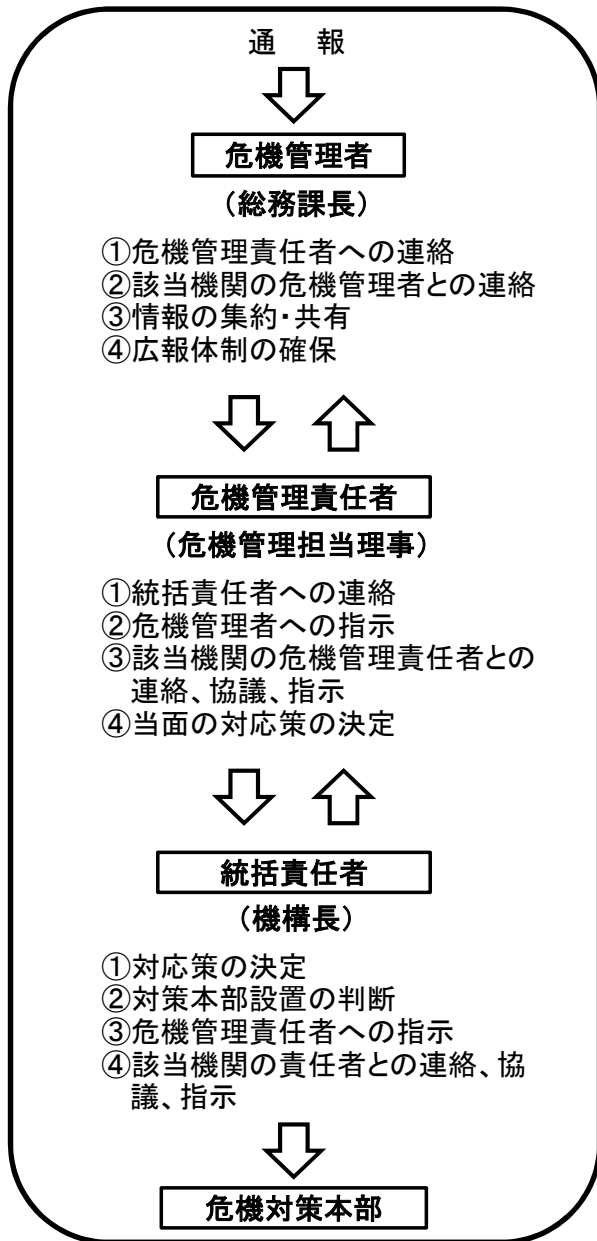 通　報
危機管理者
（総務課長）
①危機管理責任者への連絡
②該当機関の危機管理者との連絡
③情報の集約・共有
④広報体制の確保
危機管理責任者
（危機管理担当理事）
①統括責任者への連絡
②危機管理者への指示
③該当機関の危機管理責任者との
連絡、協議、指示
④当面の対応策の決定
統括責任者
（機構長）
①対応策の決定
②対策本部設置の判断
③危機管理責任者への指示
④該当機関の責任者との連絡、協
議、指示
危機対策本部